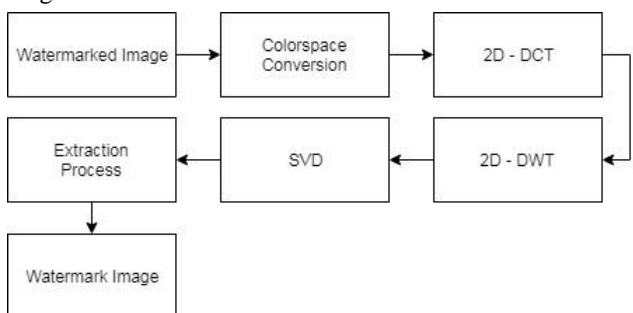 Watermarked Image
Colorspace
Conversion
2D - DCT
Extraction
Process
SVD
2D - DWT
Watermark Image